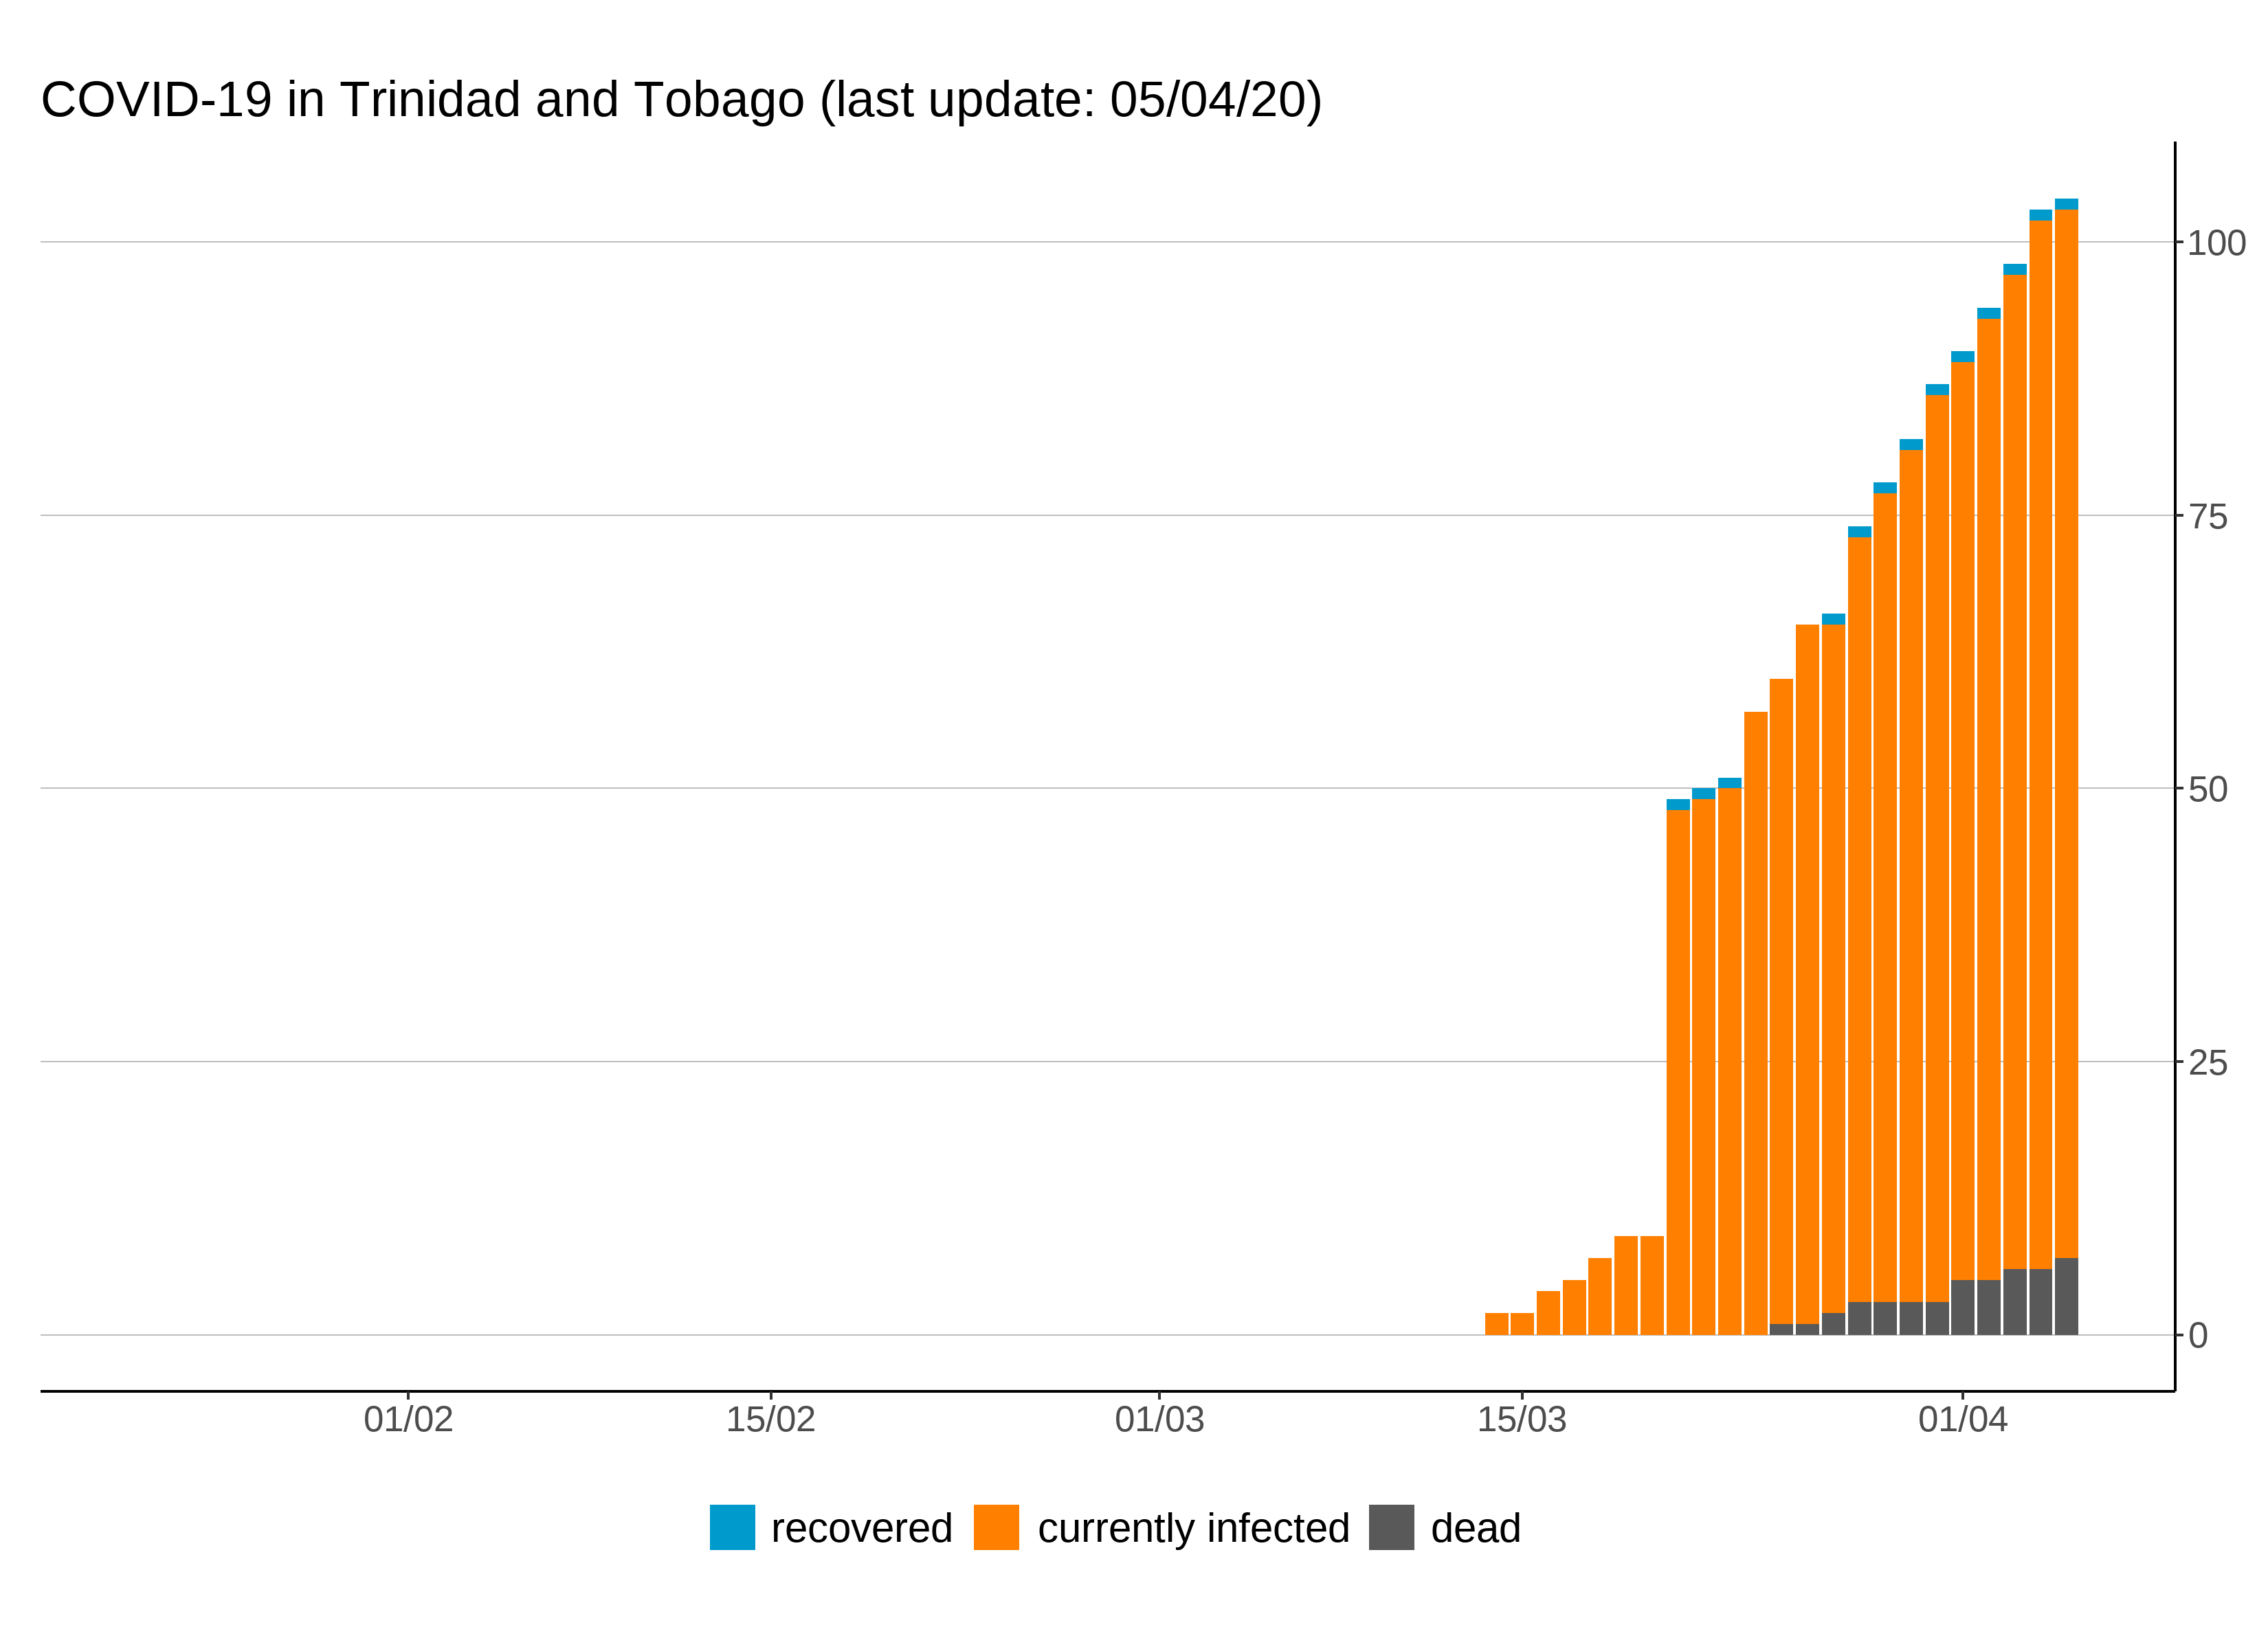 COVID-19 in Trinidad and Tobago (last update: 05/04/20)
100
75
50
25
0
01/02 15/02 01/03 15/03 01/04
recovered currently infected dead